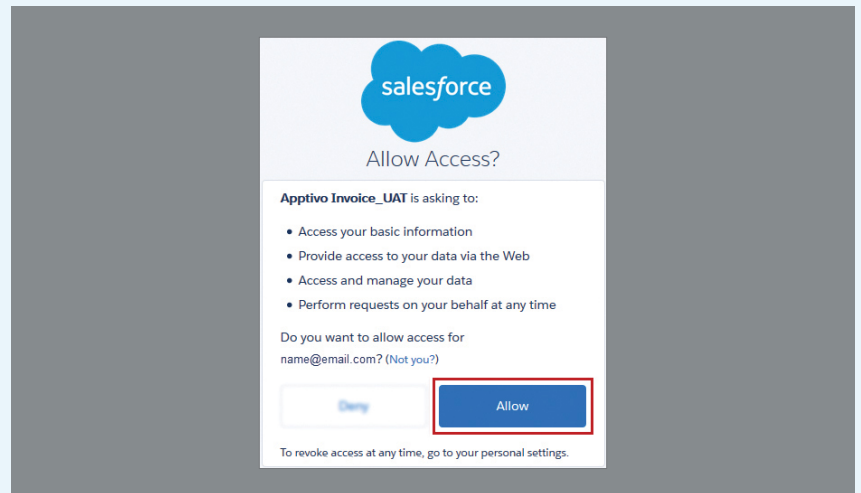 salesforce
Allow Access?
Apptivo Invoice_UAT is asking to:
• Access your basic information
• Provide access to your data via the Web
• Access and manage your data
• Perform requests on your behalf at any time
Do you want to allow access for
name@email.com? (Not you?)
Deny Allow
To revoke access at any time, go to your personal settings.